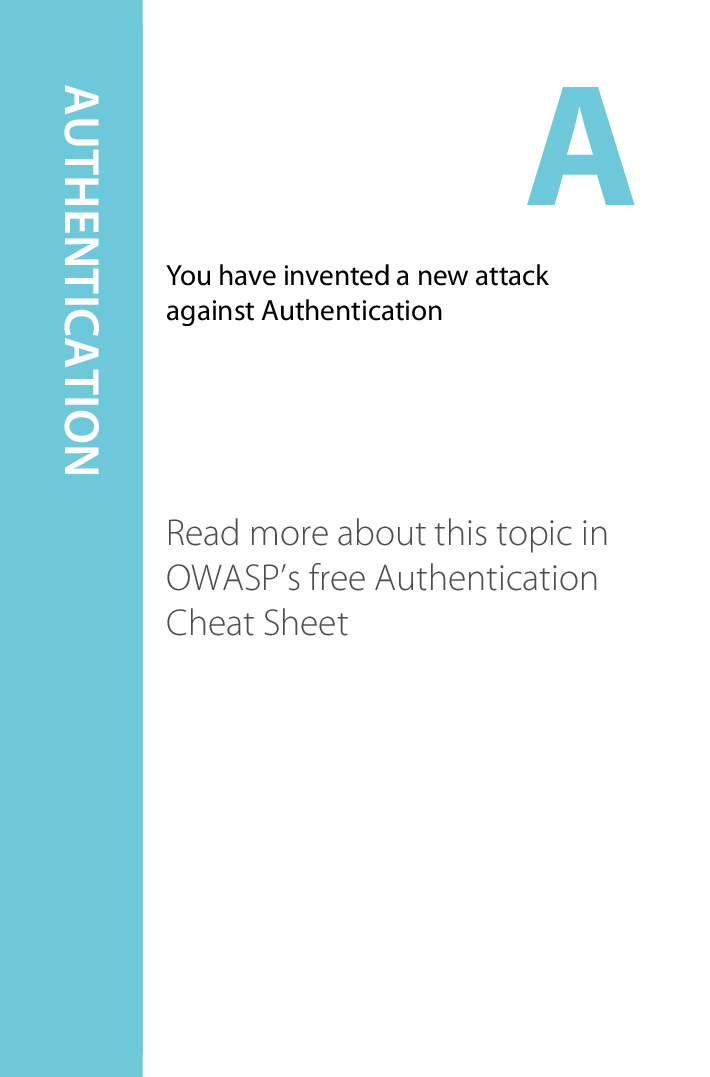 AUTHENTICATION
A
You have invented a new attack
against Authentication
Read more about this topic in
OWASP’s free Authentication
Cheat Sheet